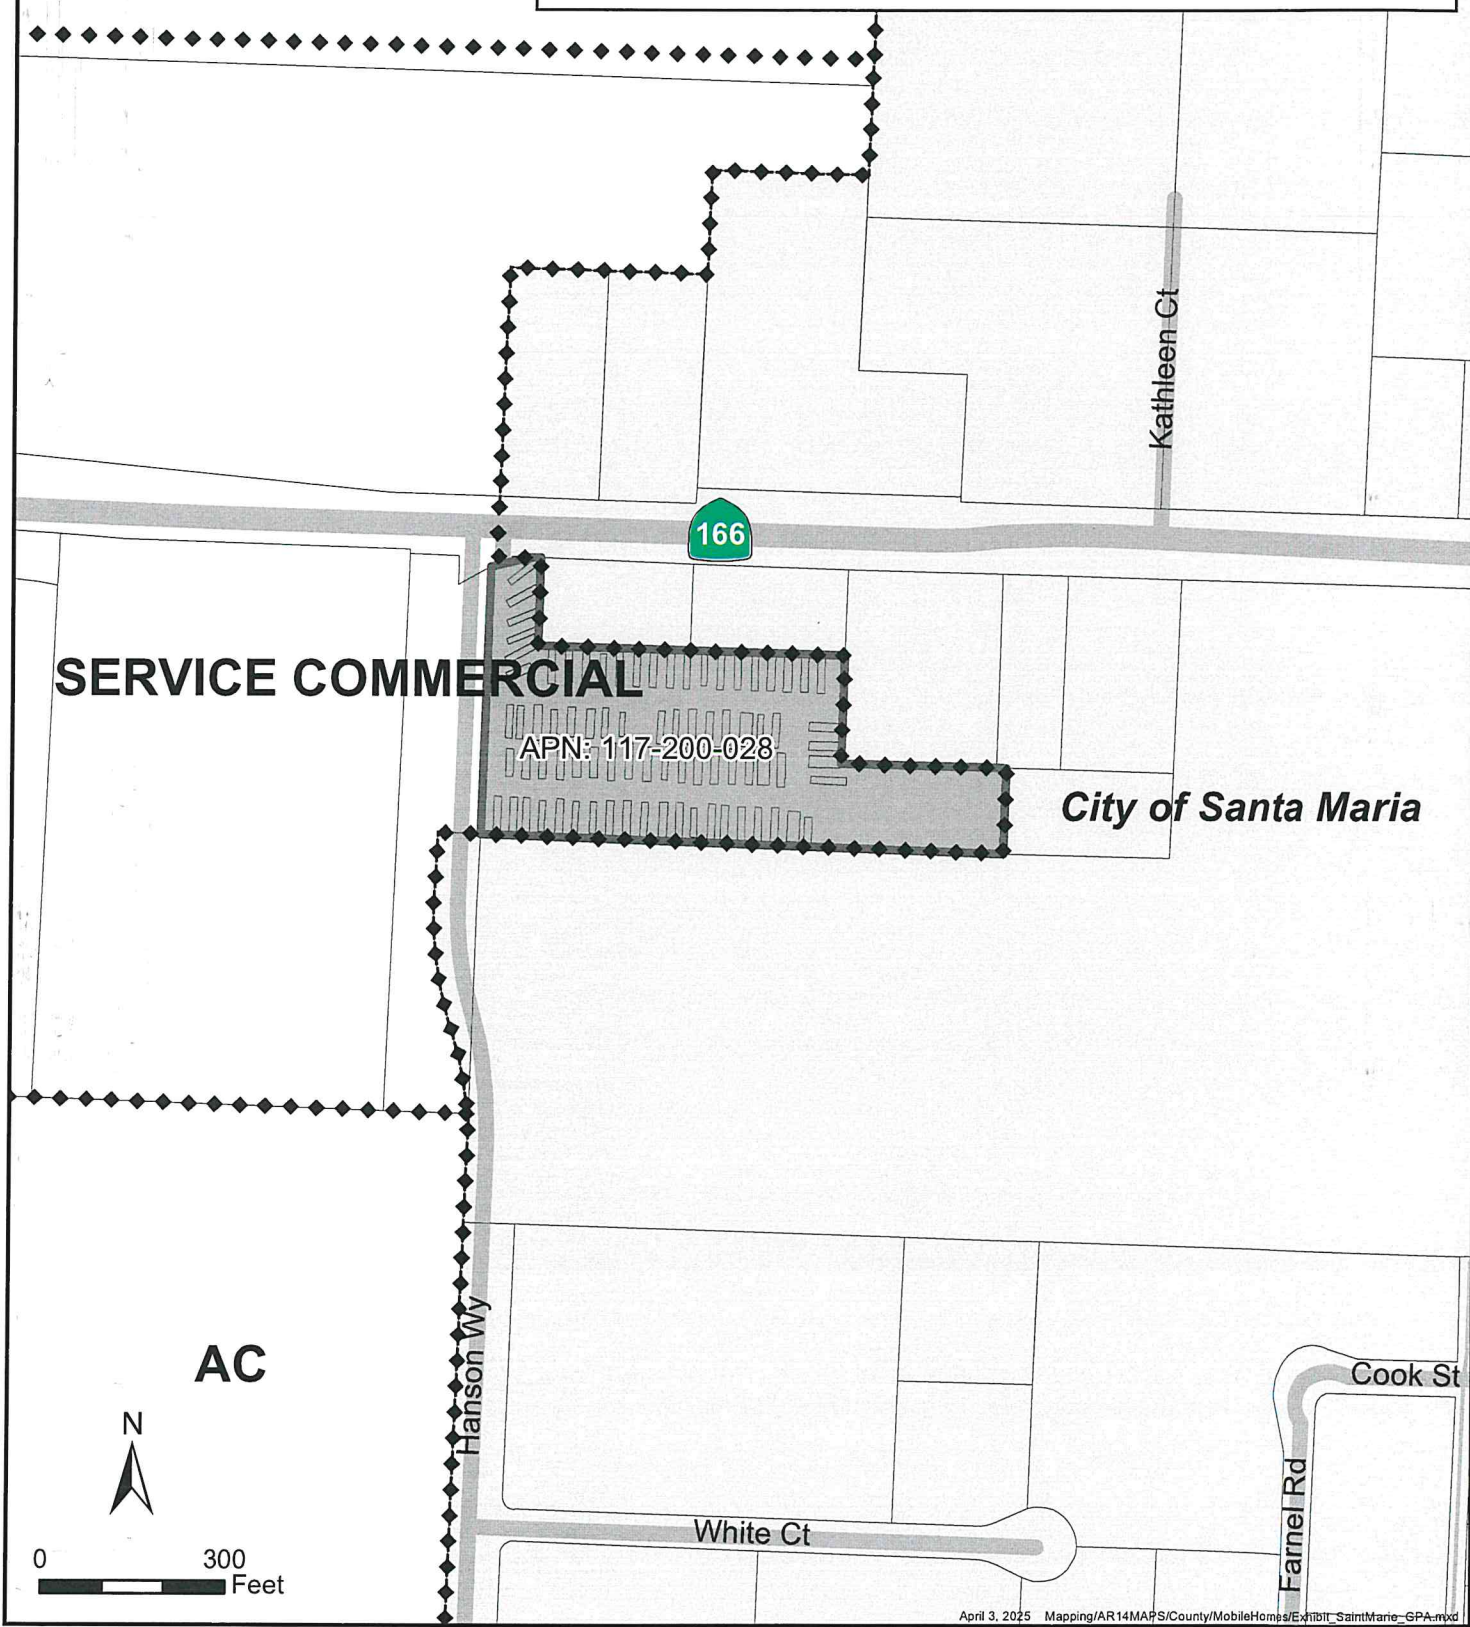 Kathleen Ct
166
SERVICE COMMERCIAL
APN: 117-200-028
City of Santa Maria
AC
Hanson Wy
Cook St
N
White Ct
Farnel Rd
0 300
Feet
April 3, 2025 Mapping/AR14MAPS/County/MobileHomes/Exhibit_SaintMarie_GPA.mxd